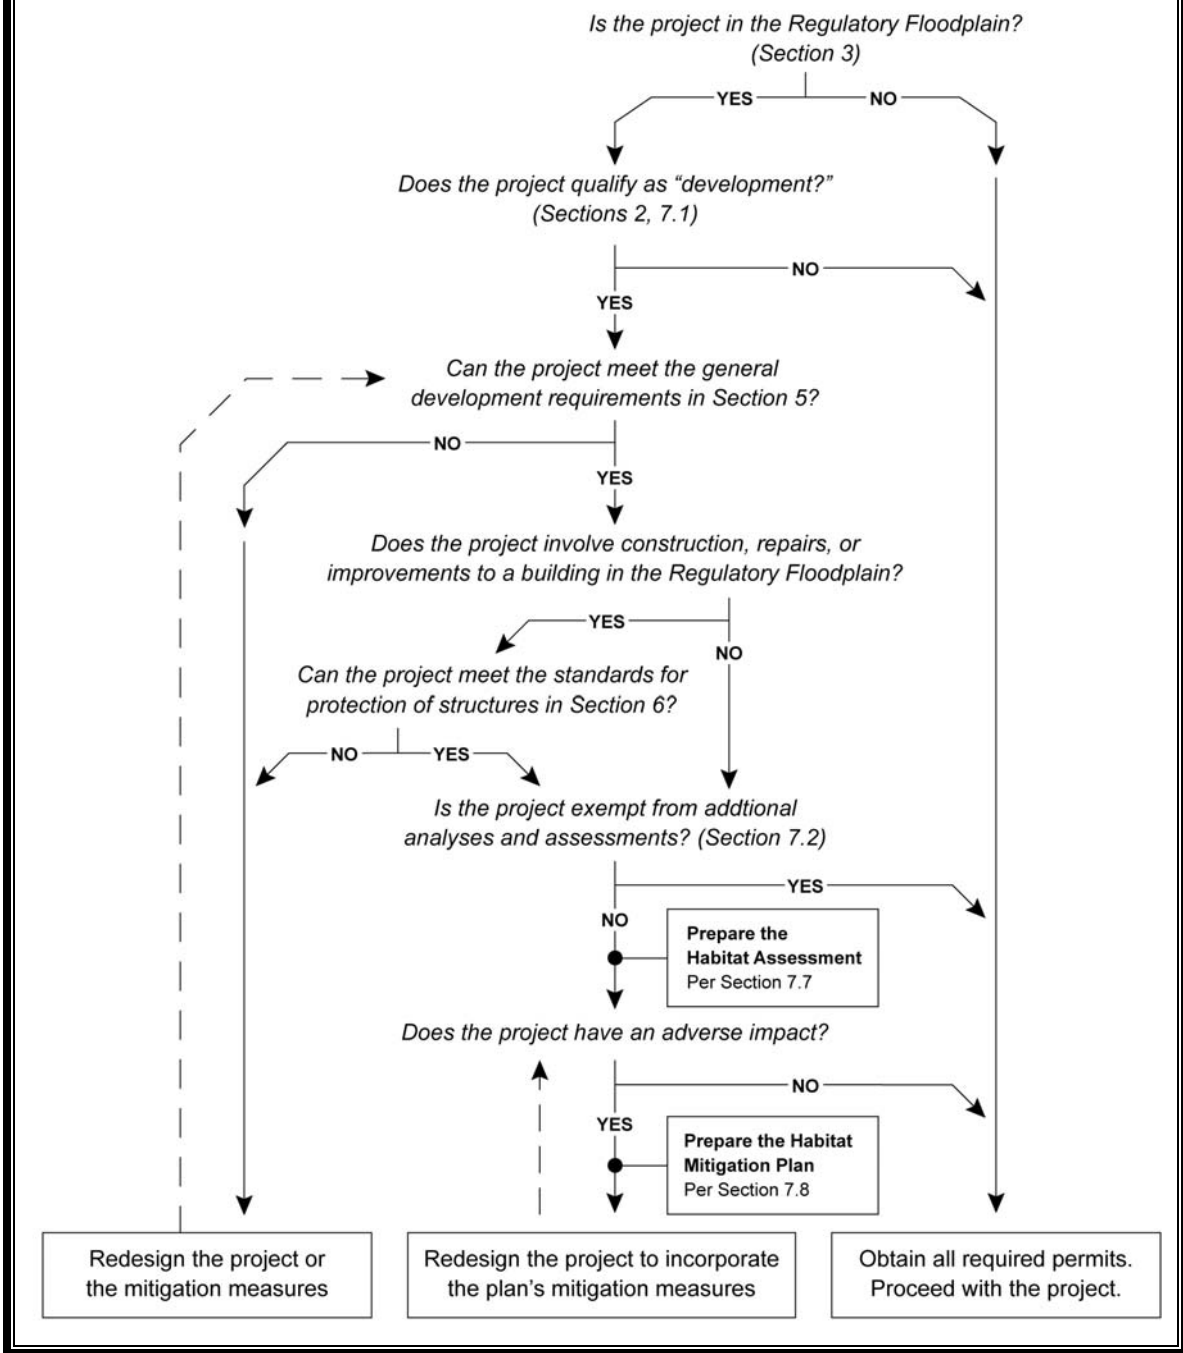 Is the project in the Regulatory Floodplain?
(Section 3)
YES
NO
Does the project qualify as “development?”
(Sections 2, 7.1)
NO
YES
Can the project meet the general
development requirements in Section 5?
NO
YES
Does the project involve construction, repairs, or
improvements to a building in the Regulatory Floodplain?
YES
NO
Can the project meet the standards for
protection of structures in Section 6?
NO
YES
Is the project exempt from addtional
analyses and assessments? (Section 7.2)
YES
NO
Prepare the
Habitat Assessment
Per Section 7.7
Does the project have an adverse impact?
NO
YES
Prepare the Habitat
Mitigation Plan
Per Section 7.8
Redesign the project or
the mitigation measures
Redesign the project to incorporate
the plan’s mitigation measures
Obtain all required permits.
Proceed with the project.